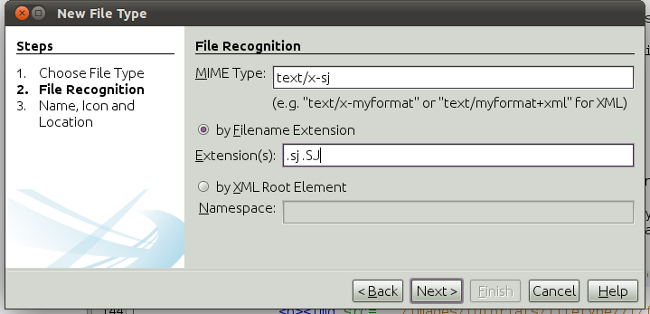 New File Type
Steps
1. Choose File Type
2. File Recognition
3. Name, Icon and
Location
File Recognition
MIME Type: text/x-sj
(e.g. "text/x-myformat" or "text/myformat+xml" for XML)
by Filename Extension
Extension(s): .sj .SJ
by XML Root Element
Namespace:
< Back Next > Finish Cancel Help
144